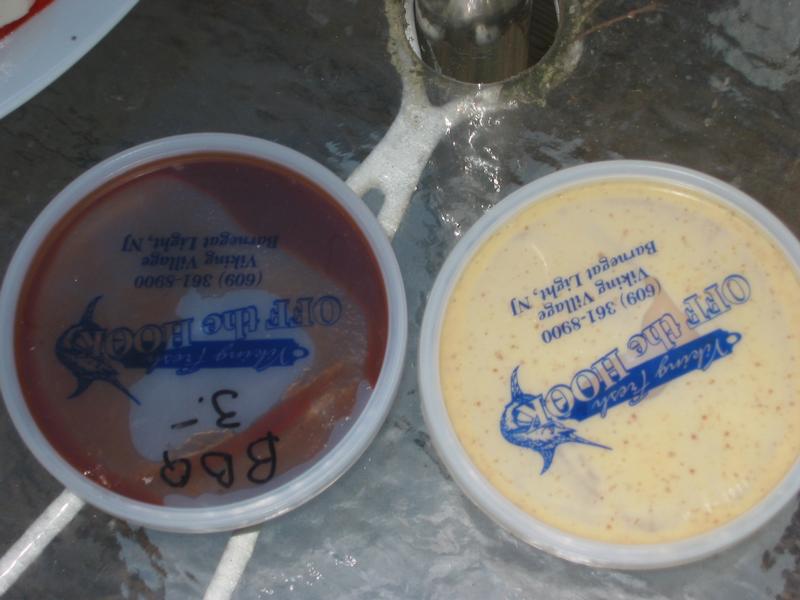 BBQ
3.-
Viking Fresh
OFF the HOOK
(609) 361-8900
Viking Village
Barnegat Light, NJ
Viking Fresh
OFF the HOOK
(609) 361-8900
Viking Village
Barnegat Light, NJ